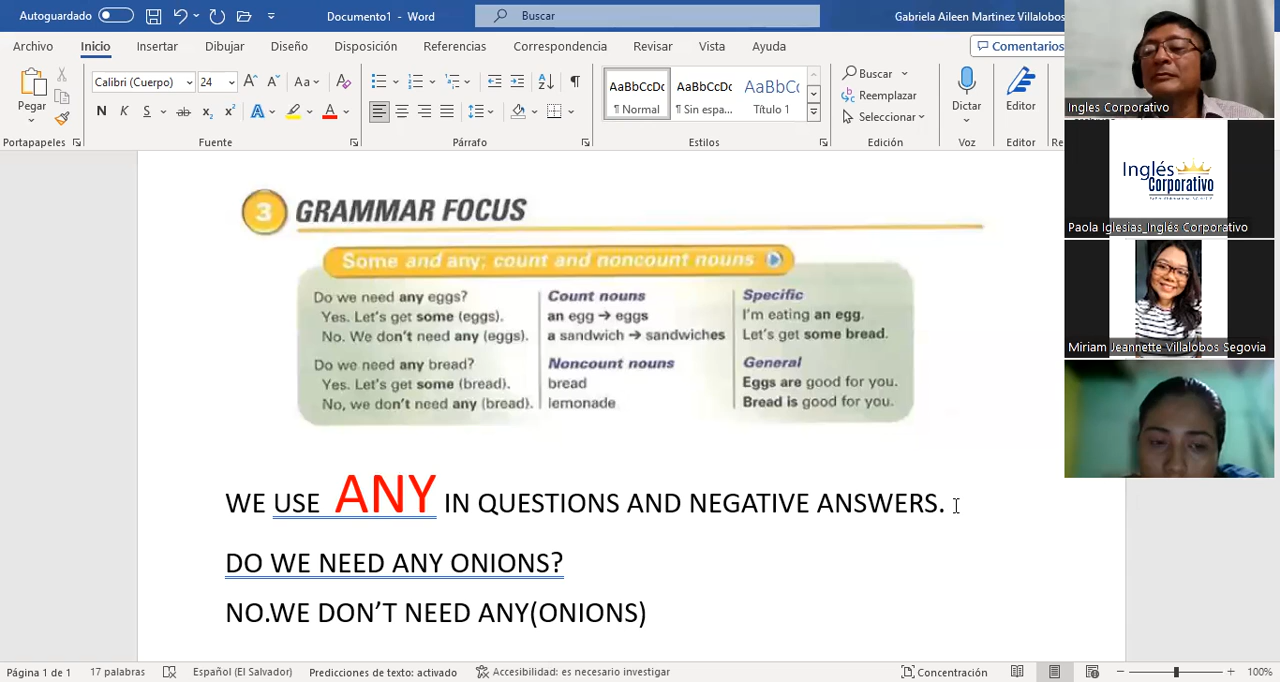 Autoguardado
Documento1 - Word
Buscar
Gabriela Aileen Martinez Villalobos
Archivo Inicio Insertar Dibujar Diseño Disposición Referencias Correspondencia Revisar Vista Ayuda
Comentarios
Pegar
Calibri (Cuerpo) 24
AaBbCcDc AaBbCcDc AaBbCc
¶ Normal ¶ Sin espa... Título 1
Buscar
Reemplazar
Seleccionar
Dictar
Editor
Portapapeles Fuente Párrafo Estilos Edición Voz Editor Re
3 GRAMMAR FOCUS
Some and any; count and noncount nouns
Do we need any eggs?
Yes. Let's get some (eggs).
No. We don't need any (eggs).
Do we need any bread?
Yes. Let's get some (bread).
No, we don't need any (bread).
Count nouns
an egg → eggs
a sandwich → sandwiches
Noncount nouns
bread
lemonade
Specific
I'm eating an egg.
Let's get some bread.
General
Eggs are good for you.
Bread is good for you.
WE USE ANY IN QUESTIONS AND NEGATIVE ANSWERS.
DO WE NEED ANY ONIONS?
NO.WE DON'T NEED ANY(ONIONS)
Ingles Corporativo
Inglés
Corporativo
Paola Iglesias_Inglés Corporativo
Miriam Jeannette Villalobos Segovia
Página 1 de 1 17 palabras Español (El Salvador) Predicciones de texto: activado Accesibilidad: es necesario investigar Concentración 100%